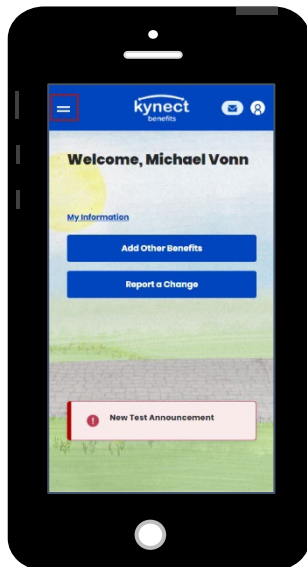 kynect
benefits
Welcome, Michael Vonn
My Information
Add Other Benefits
Report a Change
New Test Announcement